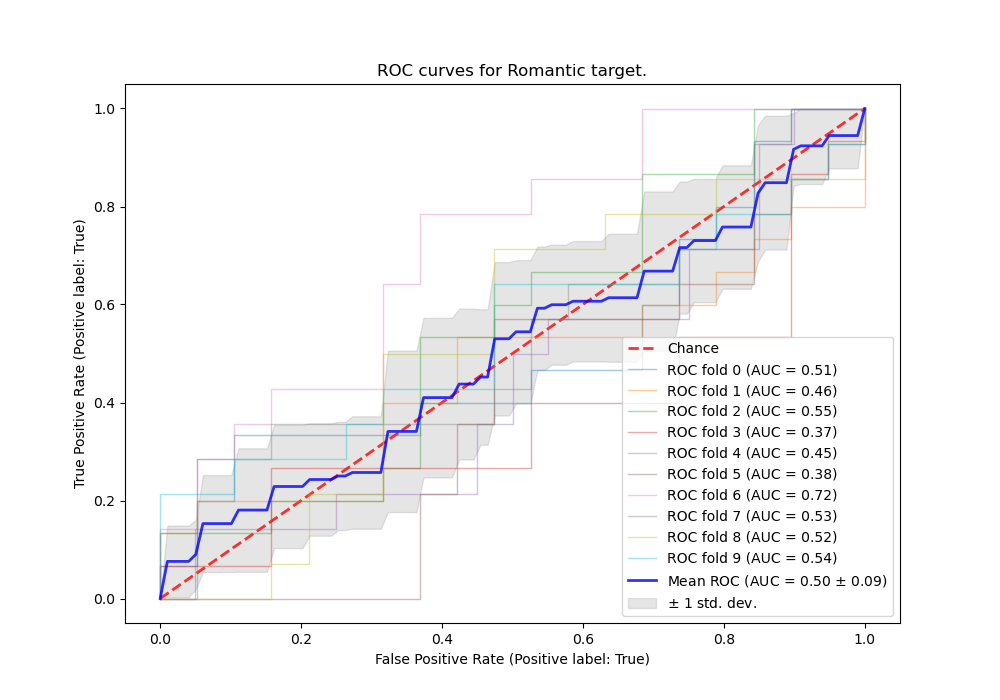 ROC curves for Romantic target.
True Positive Rate (Positive label: True)
1.0
0.8
0.6
0.4
0.2
0.0
Chance
ROC fold 0 (AUC = 0.51)
ROC fold 1 (AUC = 0.46)
ROC fold 2 (AUC = 0.55)
ROC fold 3 (AUC = 0.37)
ROC fold 4 (AUC = 0.45)
ROC fold 5 (AUC = 0.38)
ROC fold 6 (AUC = 0.72)
ROC fold 7 (AUC = 0.53)
ROC fold 8 (AUC = 0.52)
ROC fold 9 (AUC = 0.54)
Mean ROC (AUC = 0.50 ± 0.09)
± 1 std. dev.
0.0 0.2 0.4 0.6 0.8 1.0
False Positive Rate (Positive label: True)